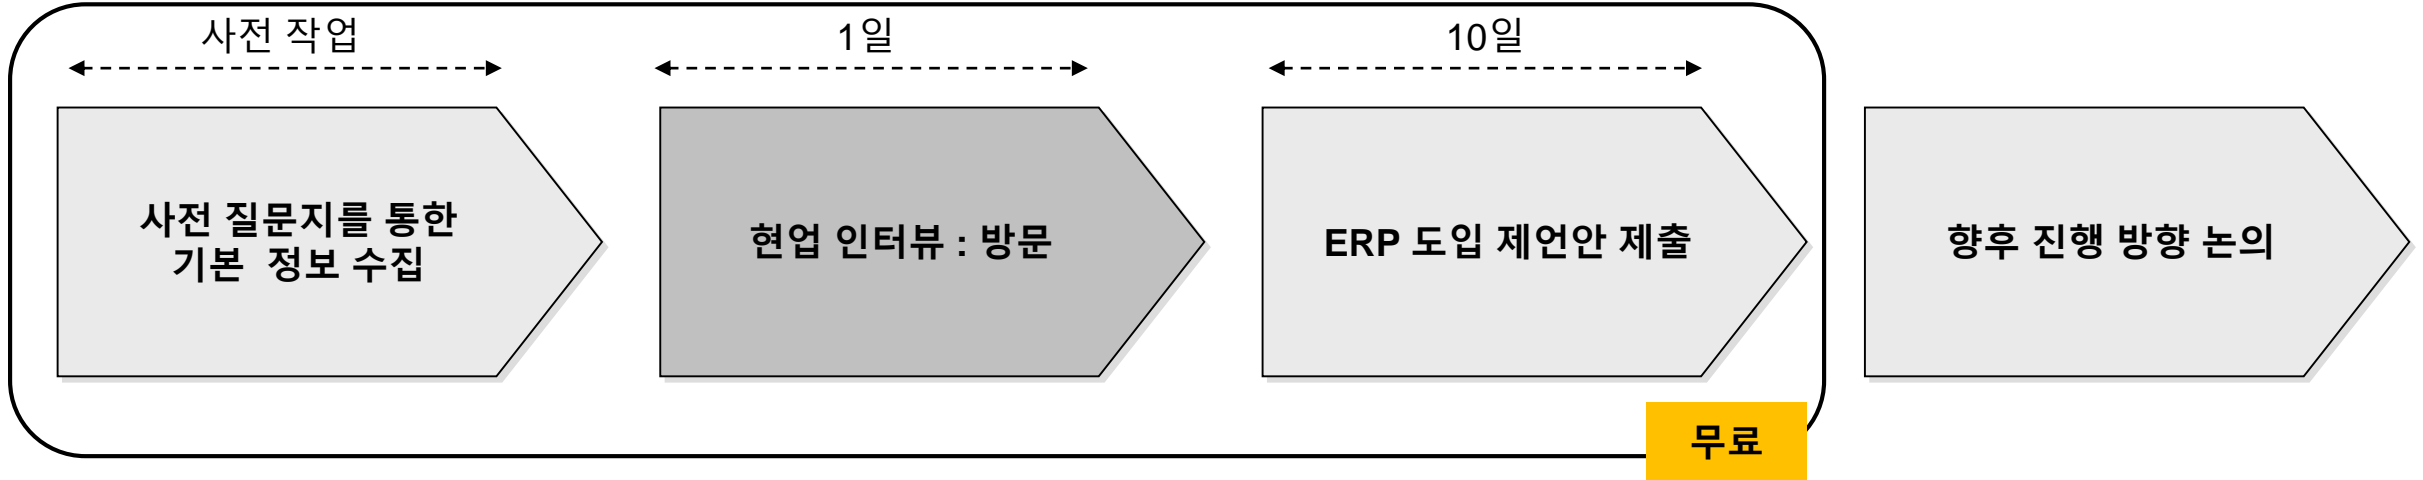 사전 작업
1일
10일
사전 질문지를 통한
기본  정보 수집
현업 인터뷰 : 방문
ERP 도입 제언안 제출
향후 진행 방향 논의
무료